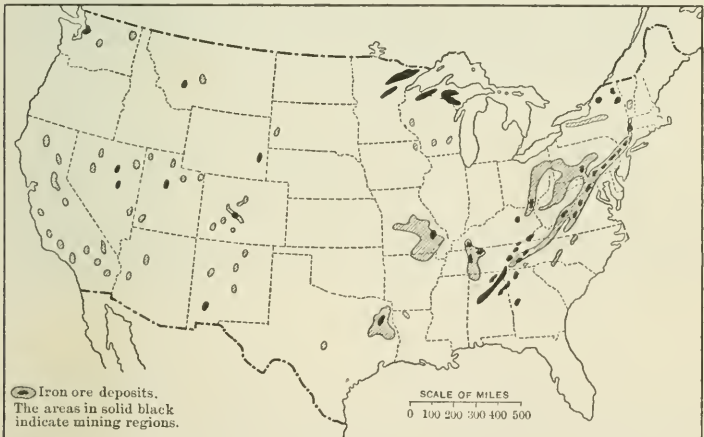 Iron ore deposits.
The areas in solid black
indicate mining regions.
SCALE OF MILES
0 100 200 300 400 500